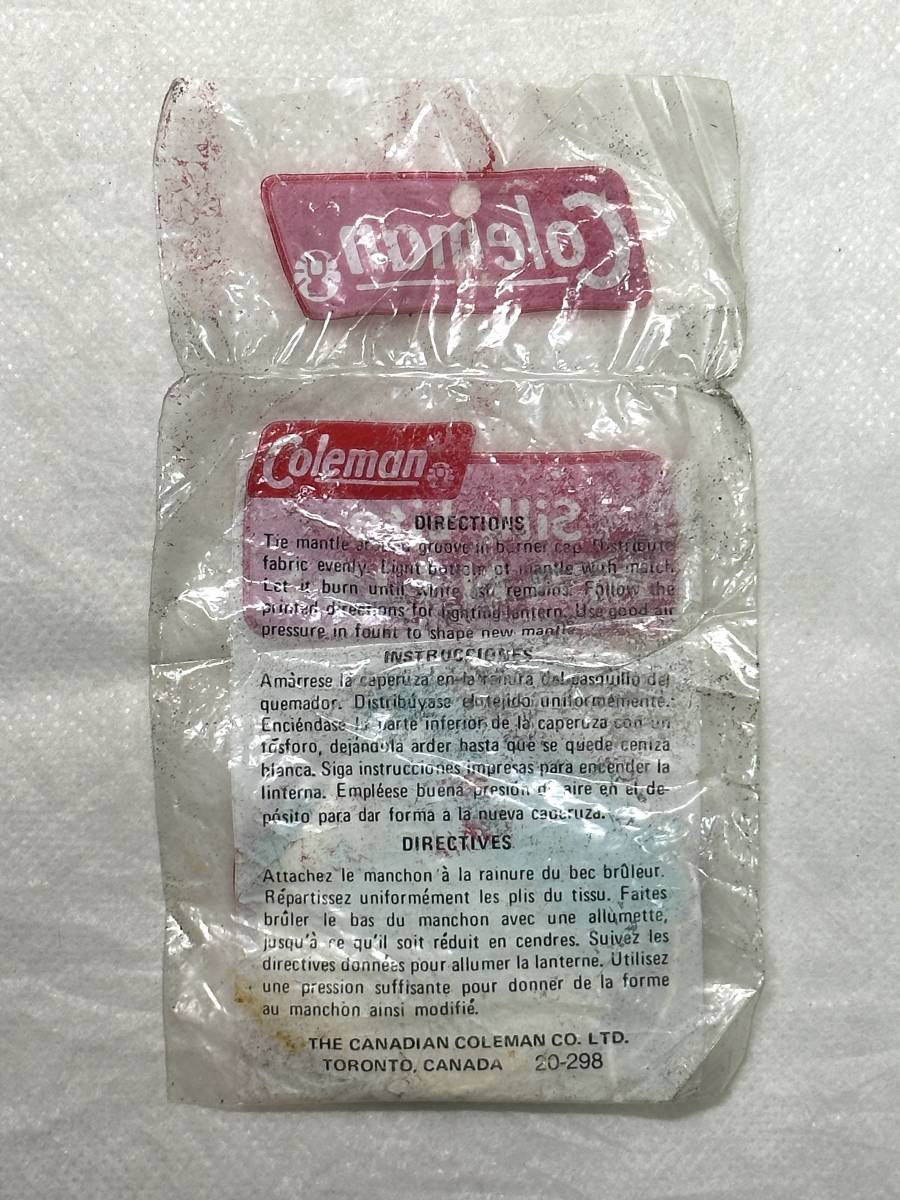 Coleman
Coleman
Silk-Lite
DIRECTIONS
Tie mantle around groove in burner cap. Distribute
fabric evenly. Light bottom of mantle with match.
Let it burn until white ash remains. Follow the
printed directions for lighting lantern. Use good air
pressure in fount to shape new mantle.
INSTRUCCIONES
Amàrrese la caperuza en la ranura del casquillo del
quemador. Distribúyase el tejido uniformemente.
Enciéndase la parte inferior de la caperuza con un
fósforo, dejándola arder hasta que se quede ceniza
blanca. Siga instrucciones impresas para encender la
linterna. Empléese buena presión de aire en el de-
pósito para dar forma a la nueva caperuza.
DIRECTIVES
Attachez le manchon à la rainure du bec brûleur.
Répartissez uniformément les plis du tissu. Faites
brûler le bas du manchon avec une allumette,
jusqu'à ce qu'il soit réduit en cendres. Suivez les
directives données pour allumer la lanterne. Utilisez
une pression suffisante pour donner de la forme
au manchon ainsi modifié.
THE CANADIAN COLEMAN CO. LTD.
TORONTO, CANADA 20-298